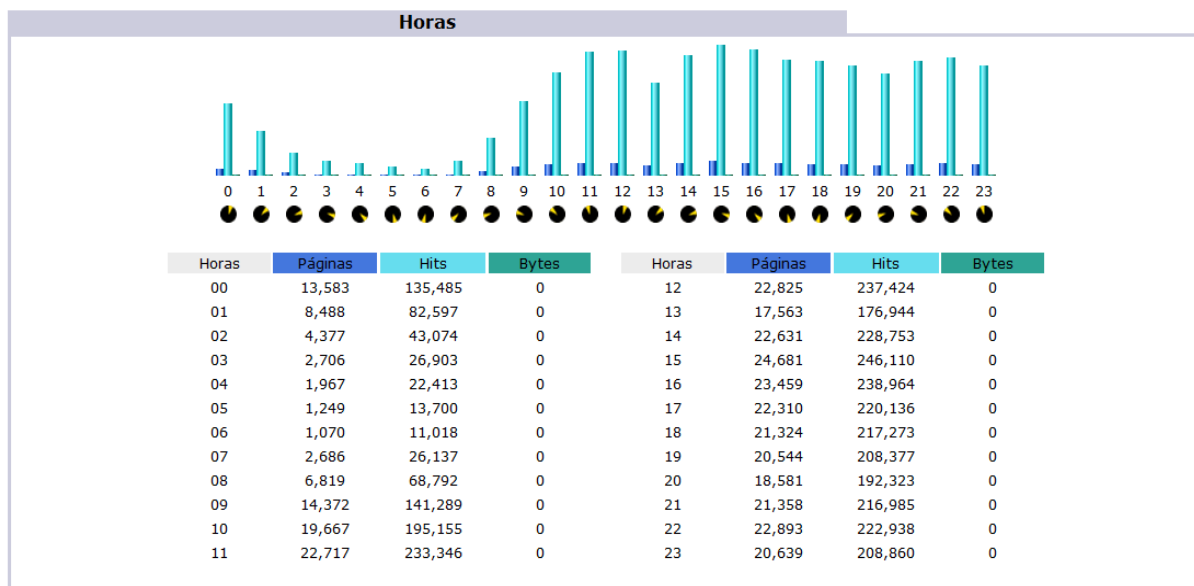 Horas
0 1 2 3 4 5 6 7 8 9 10 11 12 13 14 15 16 17 18 19 20 21 22 23
Horas Páginas Hits Bytes Horas Páginas Hits Bytes
00 13,583 135,485 0 12 22,825 237,424 0
01 8,488 82,597 0 13 17,563 176,944 0
02 4,377 43,074 0 14 22,631 228,753 0
03 2,706 26,903 0 15 24,681 246,110 0
04 1,967 22,413 0 16 23,459 238,964 0
05 1,249 13,700 0 17 22,310 220,136 0
06 1,070 11,018 0 18 21,324 217,273 0
07 2,686 26,137 0 19 20,544 208,377 0
08 6,819 68,792 0 20 18,581 192,323 0
09 14,372 141,289 0 21 21,358 216,985 0
10 19,667 195,155 0 22 22,893 222,938 0
11 22,717 233,346 0 23 20,639 208,860 0